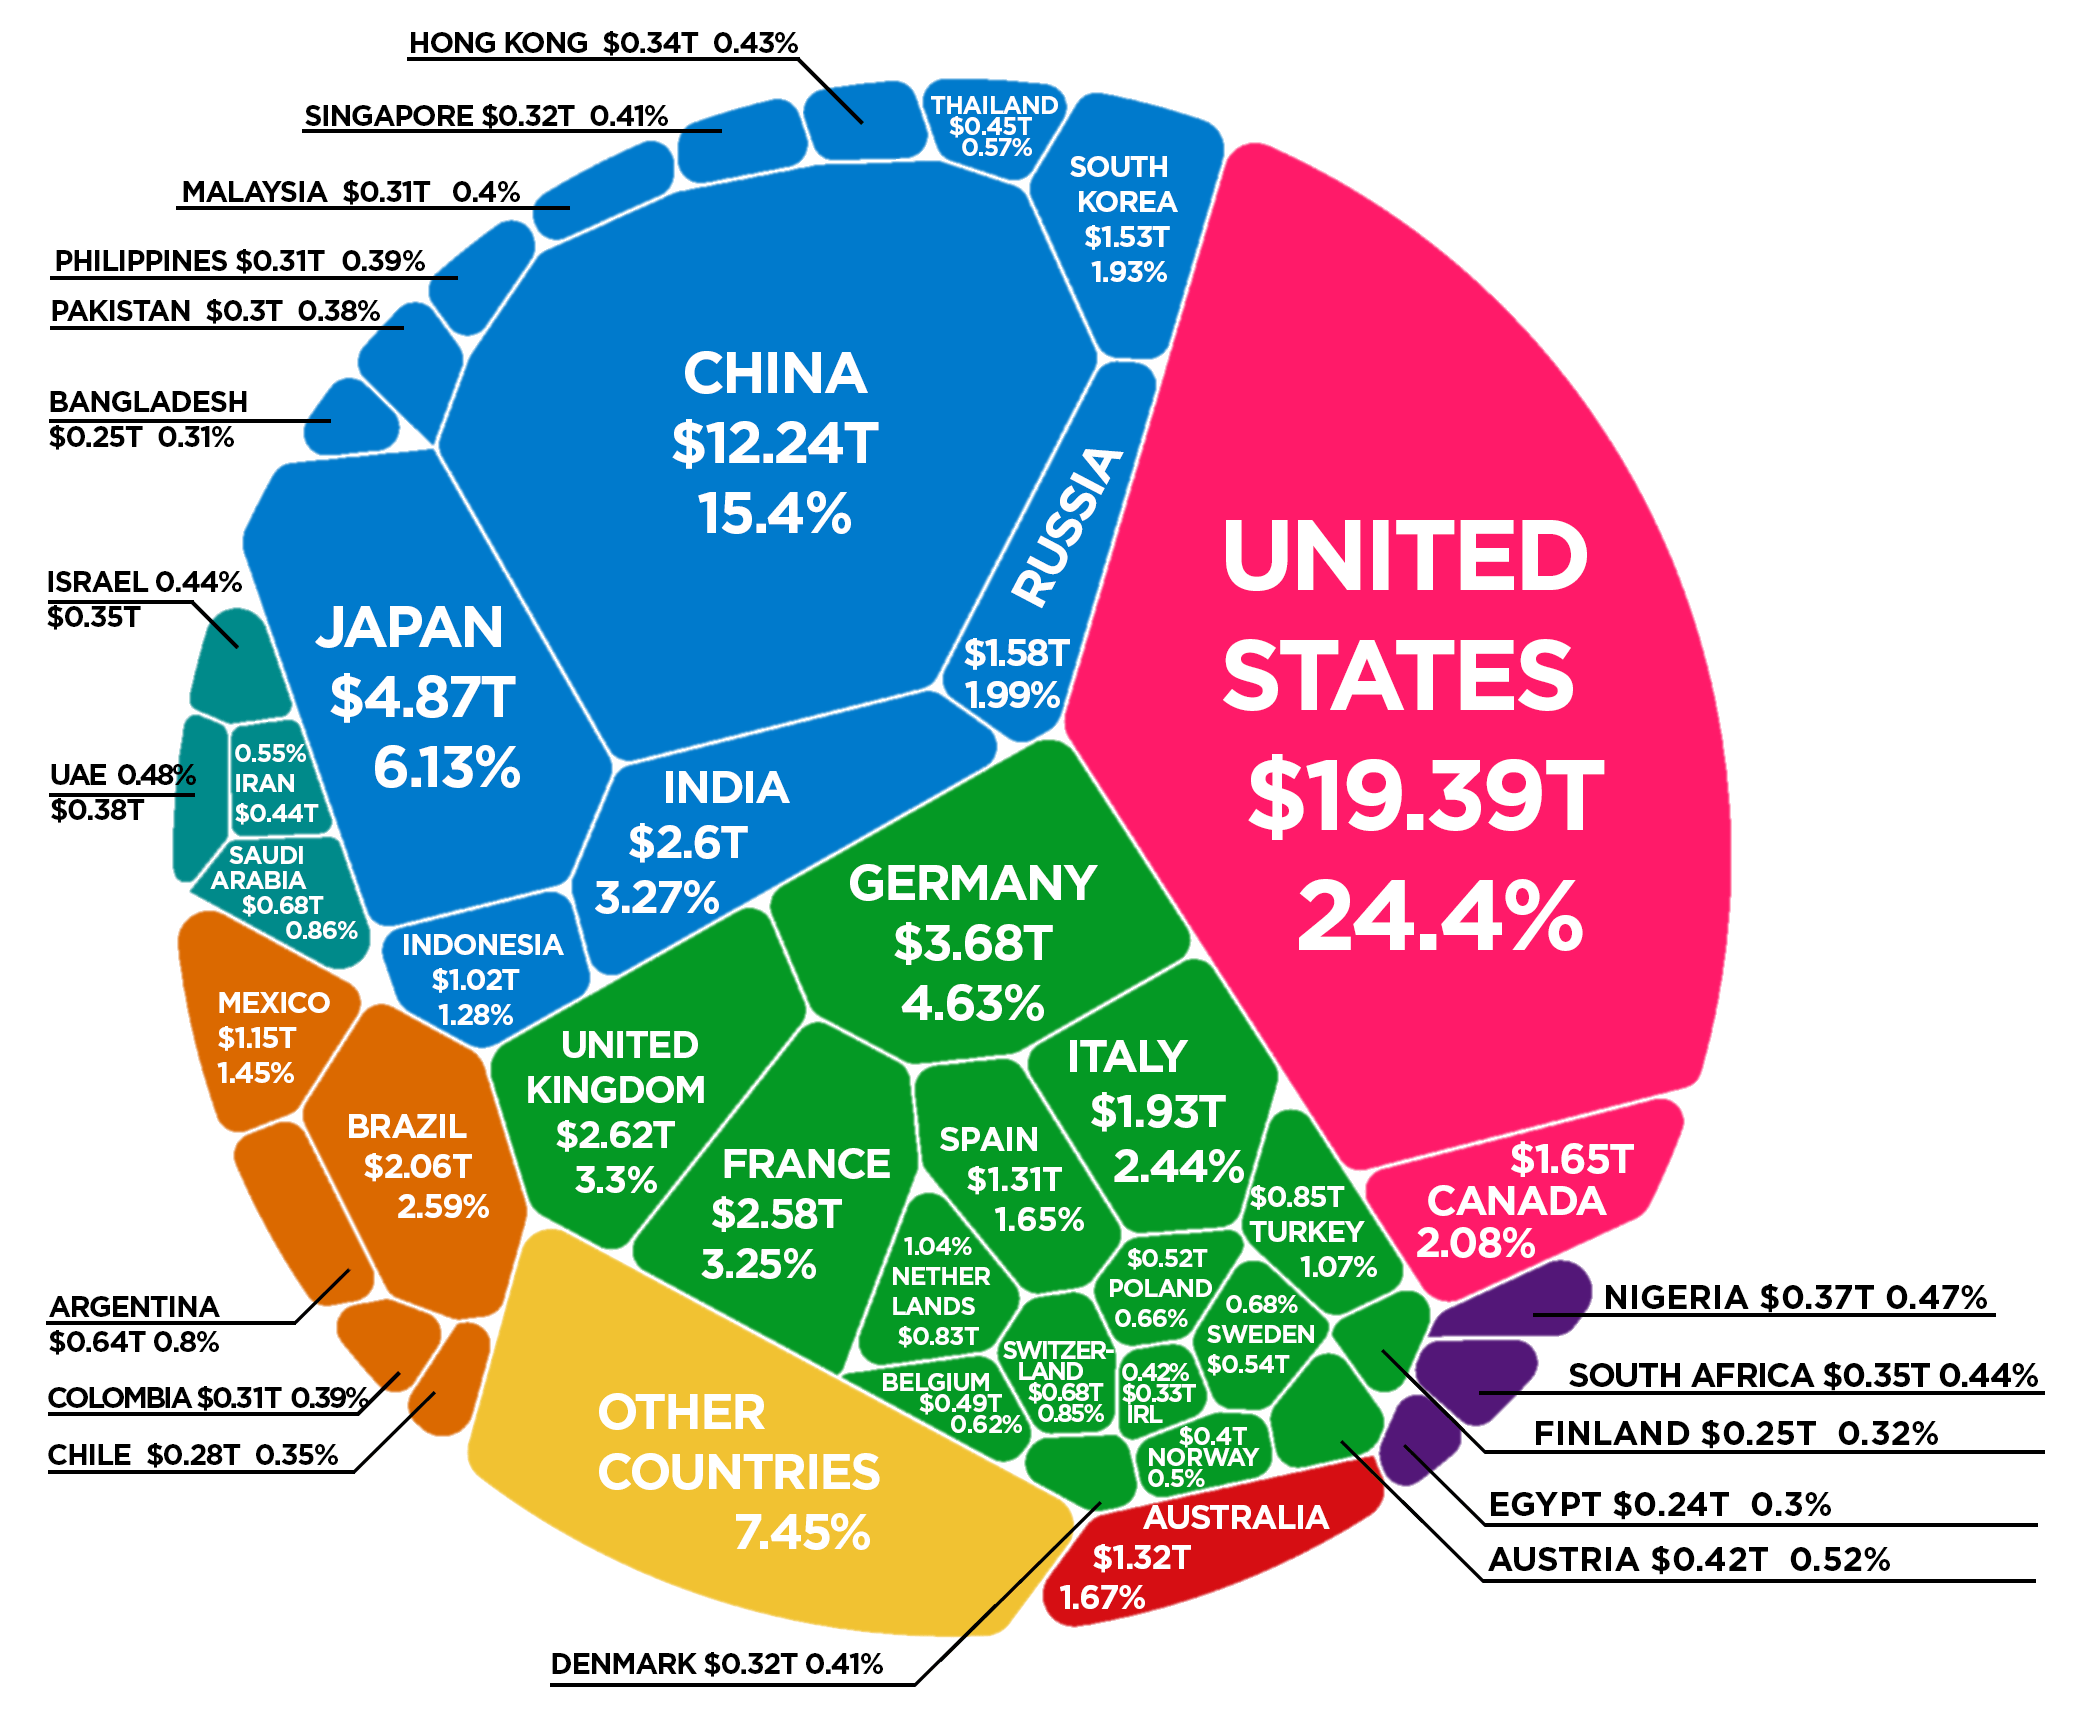 HONG KONG $0.34T 0.43%
SINGAPORE $0.32T 0.41%
MALAYSIA $0.31T 0.4%
PHILIPPINES $0.31T 0.39%
PAKISTAN $0.3T 0.38%
BANGLADESH
$0.25T 0.31%
THAILAND
$0.45T
0.57%
SOUTH
KOREA
$1.53T
1.93%
CHINA
$12.24T
15.4%
RUSSIA
$1.58T
1.99%
UNITED
STATES
$19.39T
24.4%
ISRAEL 0.44%
$0.35T
JAPAN
$4.87T
6.13%
UAE 0.48%
$0.38T
0.55%
IRAN
$0.44T
SAUDI
ARABIA
$0.68T
0.86%
INDIA
$2.6T
3.27%
INDONESIA
$1.02T
1.28%
GERMANY
$3.68T
4.63%
MEXICO
$1.15T
1.45%
BRAZIL
$2.06T
2.59%
UNITED
KINGDOM
$2.62T
3.3%
FRANCE
$2.58T
3.25%
SPAIN
$1.31T
1.65%
ITALY
$1.93T
2.44%
$0.85T
TURKEY
1.07%
$1.65T
CANADA
2.08%
1.04%
NETHER
LANDS
$0.83T
$0.52T
POLAND
0.66%
0.68%
SWEDEN
$0.54T
SWITZER-
LAND
$0.68T
0.85%
0.42%
$0.33T
IRL
BELGIUM
$0.49T
0.62%
$0.4T
NORWAY
0.5%
ARGENTINA
$0.64T 0.8%
COLOMBIA $0.31T 0.39%
CHILE $0.28T 0.35%
OTHER
COUNTRIES
7.45%
AUSTRALIA
$1.32T
1.67%
NIGERIA $0.37T 0.47%
SOUTH AFRICA $0.35T 0.44%
FINLAND $0.25T 0.32%
EGYPT $0.24T 0.3%
AUSTRIA $0.42T 0.52%
DENMARK $0.32T 0.41%